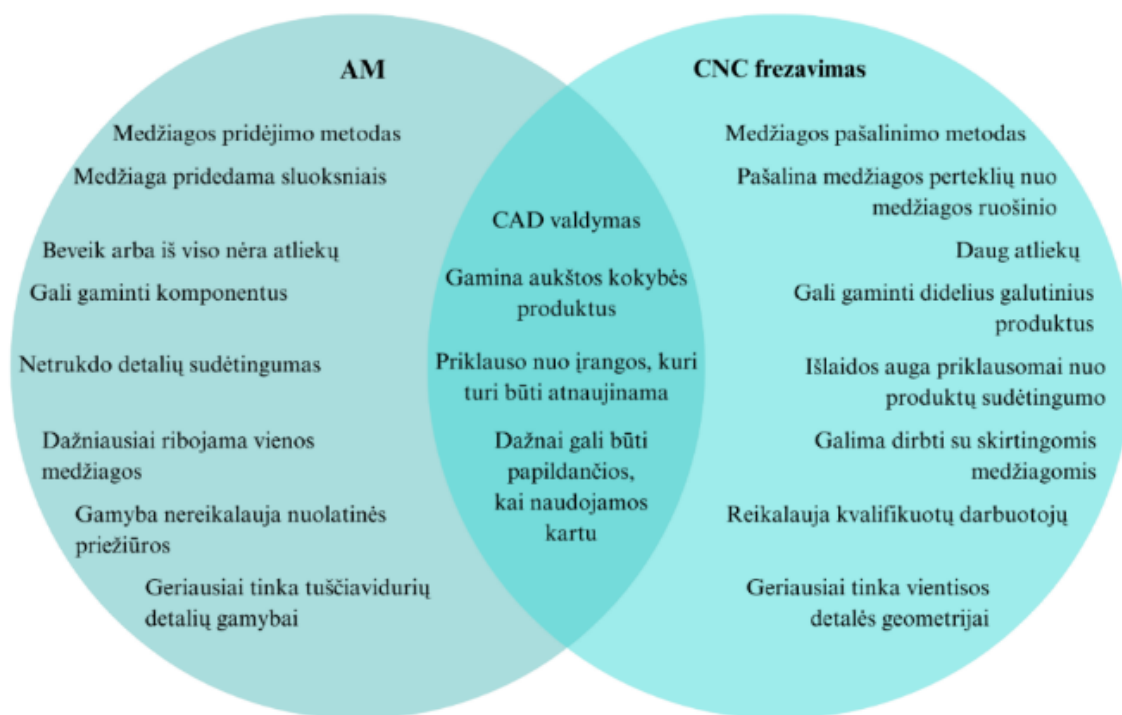 AM
Medžiagos pridėjimo metodas
Medžiaga pridedama sluoksniais
Beveik arba iš viso nėra atliekų
Gali gaminti komponentus
Netrukdo detalių sudėtingumas
Dažniausiai ribojama vienos
medžiagos
Gamyba nereikalauja nuolatinės
priežiūros
Geriausiai tinka tuščiavidurių
detalių gamybai
CAD valdymas
Gamina aukštos kokybės
produktus
Priklauso nuo įrangos, kuri
turi būti atnaujinama
Dažnai gali būti
papildančios,
kai naudojamos
kartu
CNC frezavimas
Medžiagos pašalinimo metodas
Pašalina medžiagos perteklių nuo
medžiagos ruošinio
Daug atliekų
Gali gaminti didelius galutinius
produktus
Išlaidos auga priklausomai nuo
produktų sudėtingumo
Galima dirbti su skirtingomis
medžiagomis
Reikalauja kvalifikuotų darbuotojų
Geriausiai tinka vientisos
detalės geometrijai